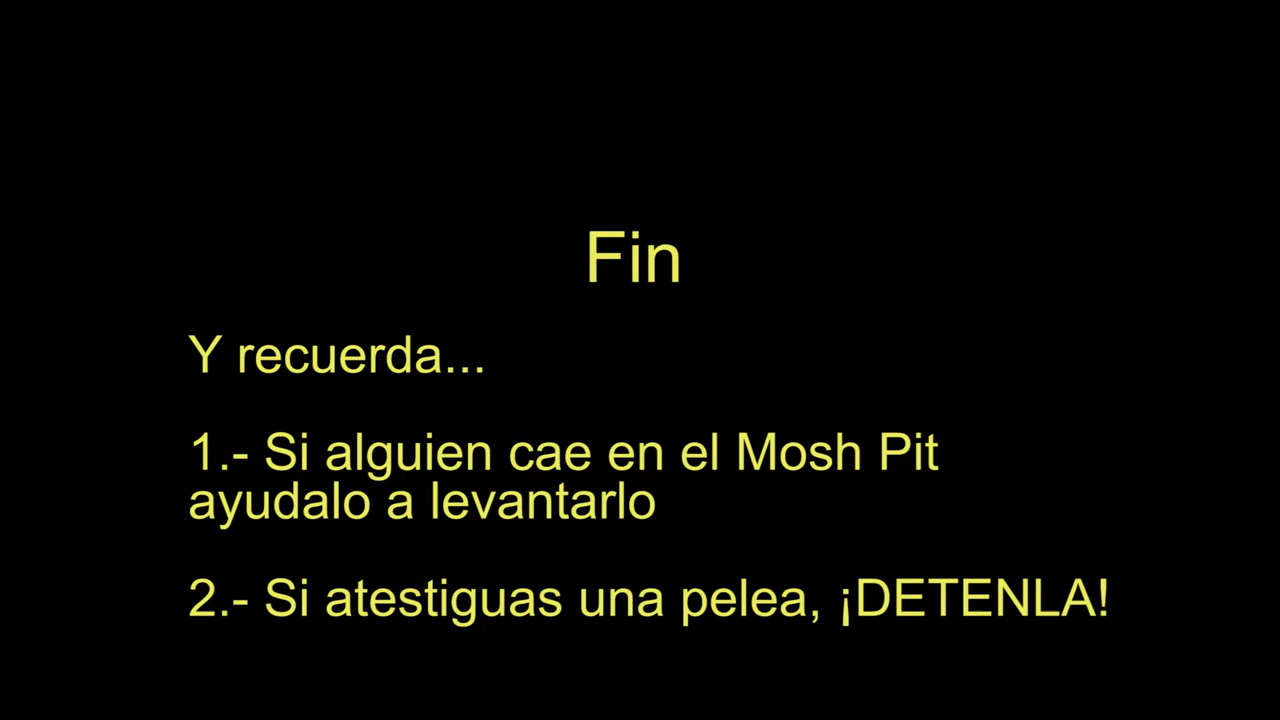 Fin
Y recuerda...
1.- Si alguien cae en el Mosh Pit
ayudalo a levantarlo
2.- Si atestiguas una pelea, ¡DETENLA!